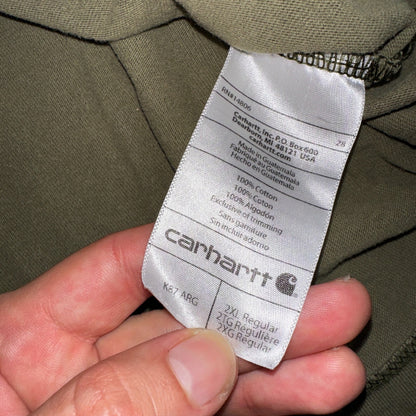 RN#14806 28
Carhartt, Inc. P.O. Box 600
Dearborn, MI 48121 USA
carhartt.com
Made in Guatemala
Fabriqué au Guatemala
Hecho en Guatemala
100% Cotton
100% Coton
100% Algodón
Exclusive of trimming
Sans garniture
Sin incluir adorno
carhartt
K87 ARG
2XL Regular
2TG Regulière
2XG Regular